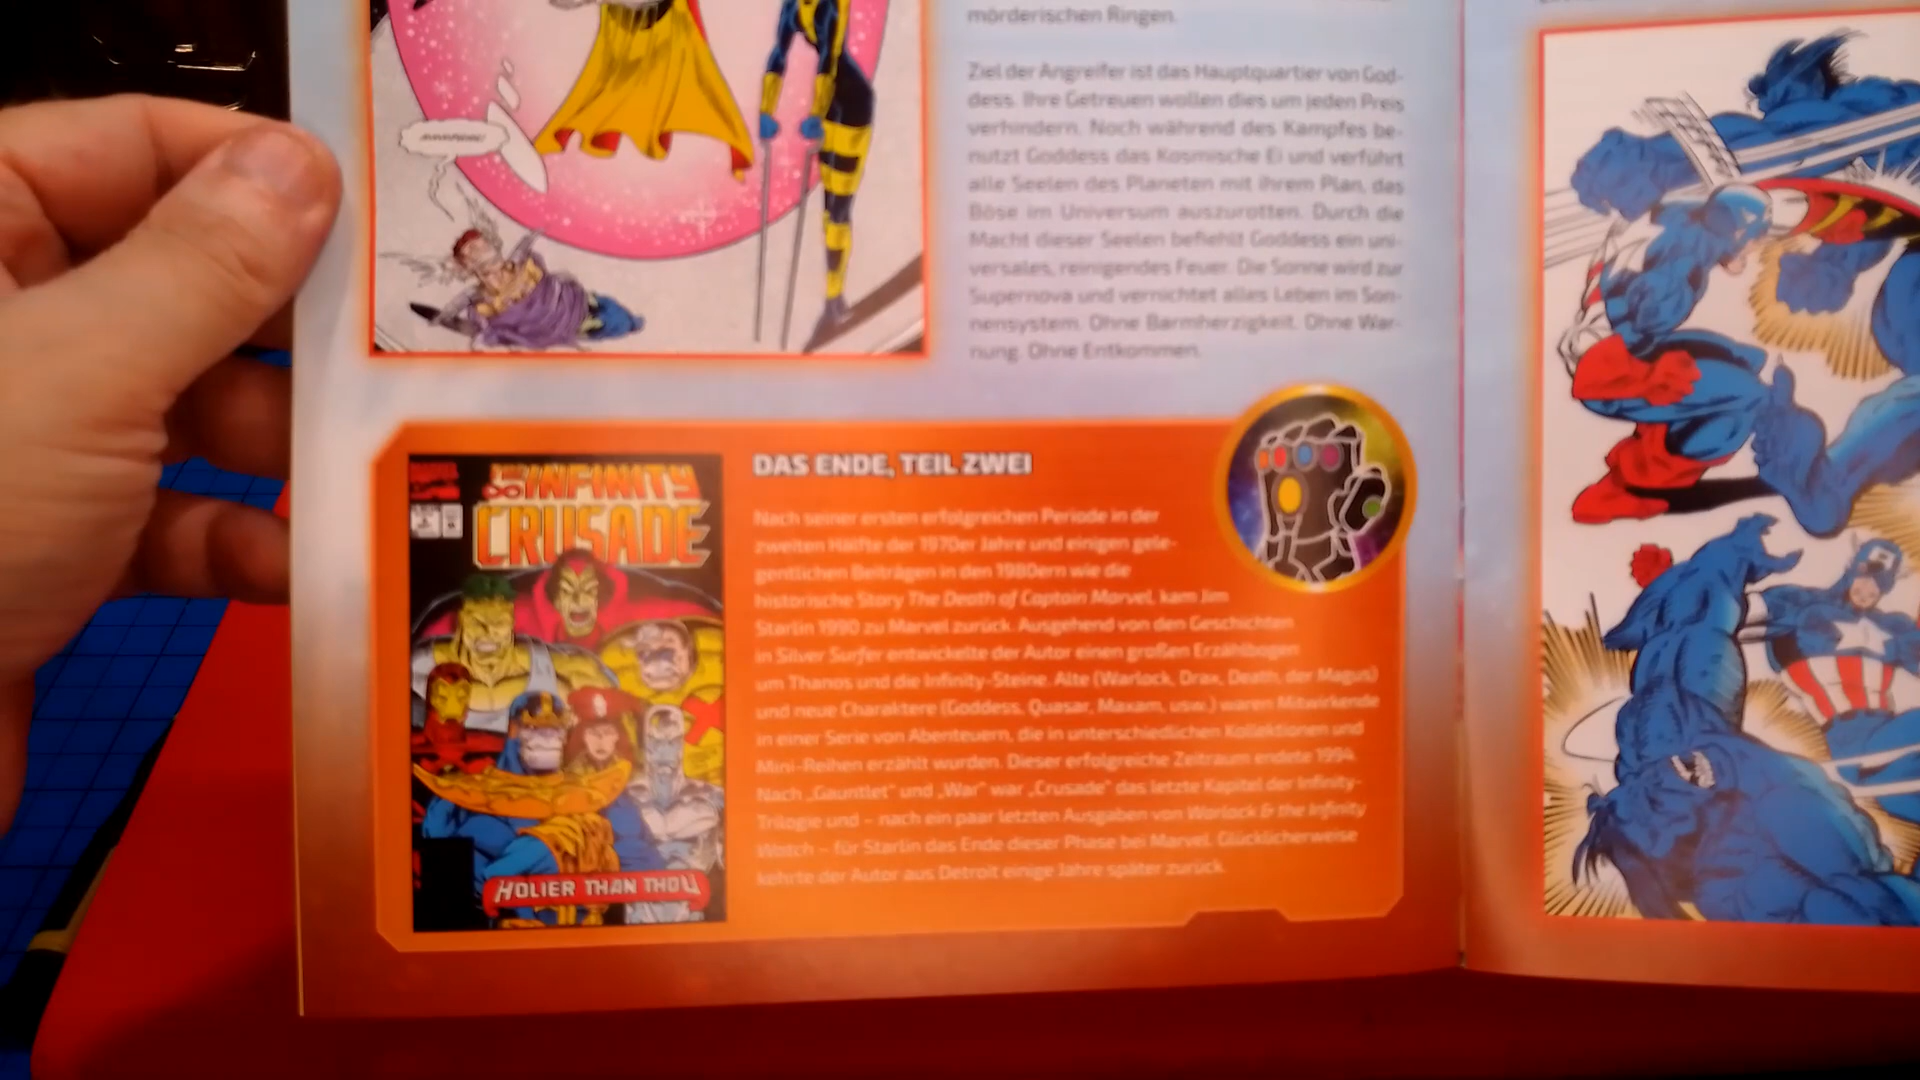 mörderischen Ringen.
Ziel der Angreifer ist das Hauptquartier von God-
dess. Ihre Getreuen wollen dies um jeden Preis
verhindern. Noch während des Kampfes be-
nutzt Goddess das Kosmische Ei und verführt
alle Seelen des Planeten mit ihrem Plan, das
Böse im Universum auszurotten. Durch die
Macht dieser Seelen befiehlt Goddess ein uni-
versales, reinigendes Feuer. Die Sonne wird zur
Supernova und vernichtet alles Leben im Son-
nensystem. Ohne Barmherzigkeit. Ohne War-
nung. Ohne Entkommen.
THE INFINITY
CRUSADE
HOLIER THAN THOU
DAS ENDE, TEIL ZWEI
Nach seiner ersten erfolgreichen Periode in der
zweiten Hälfte der 1970er Jahre und einigen gele-
gentlichen Beiträgen in den 1980ern wie die
historische Story The Death of Captain Marvel, kam Jim
Starlin 1990 zu Marvel zurück. Ausgehend von den Geschichten
in Silver Surfer entwickelte der Autor einen großen Erzählbogen
um Thanos und die Infinity-Steine. Alte (Warlock, Drax, Death, der Magus)
und neue Charaktere (Goddess, Quasar, Maxam, usw.) waren Mitwirkende
in einer Serie von Abenteuern, die in unterschiedlichen Kollektionen und
Mini-Reihen erzählt wurden. Dieser erfolgreiche Zeitraum endete 1994.
Nach „Gauntlet" und „War" war „Crusade" das letzte Kapitel der Infinity-
Trilogie und – nach ein paar letzten Ausgaben von Warlock & the Infinity
Watch – für Starlin das Ende dieser Phase bei Marvel. Glücklicherweise
kehrte der Autor aus Detroit einige Jahre später zurück.